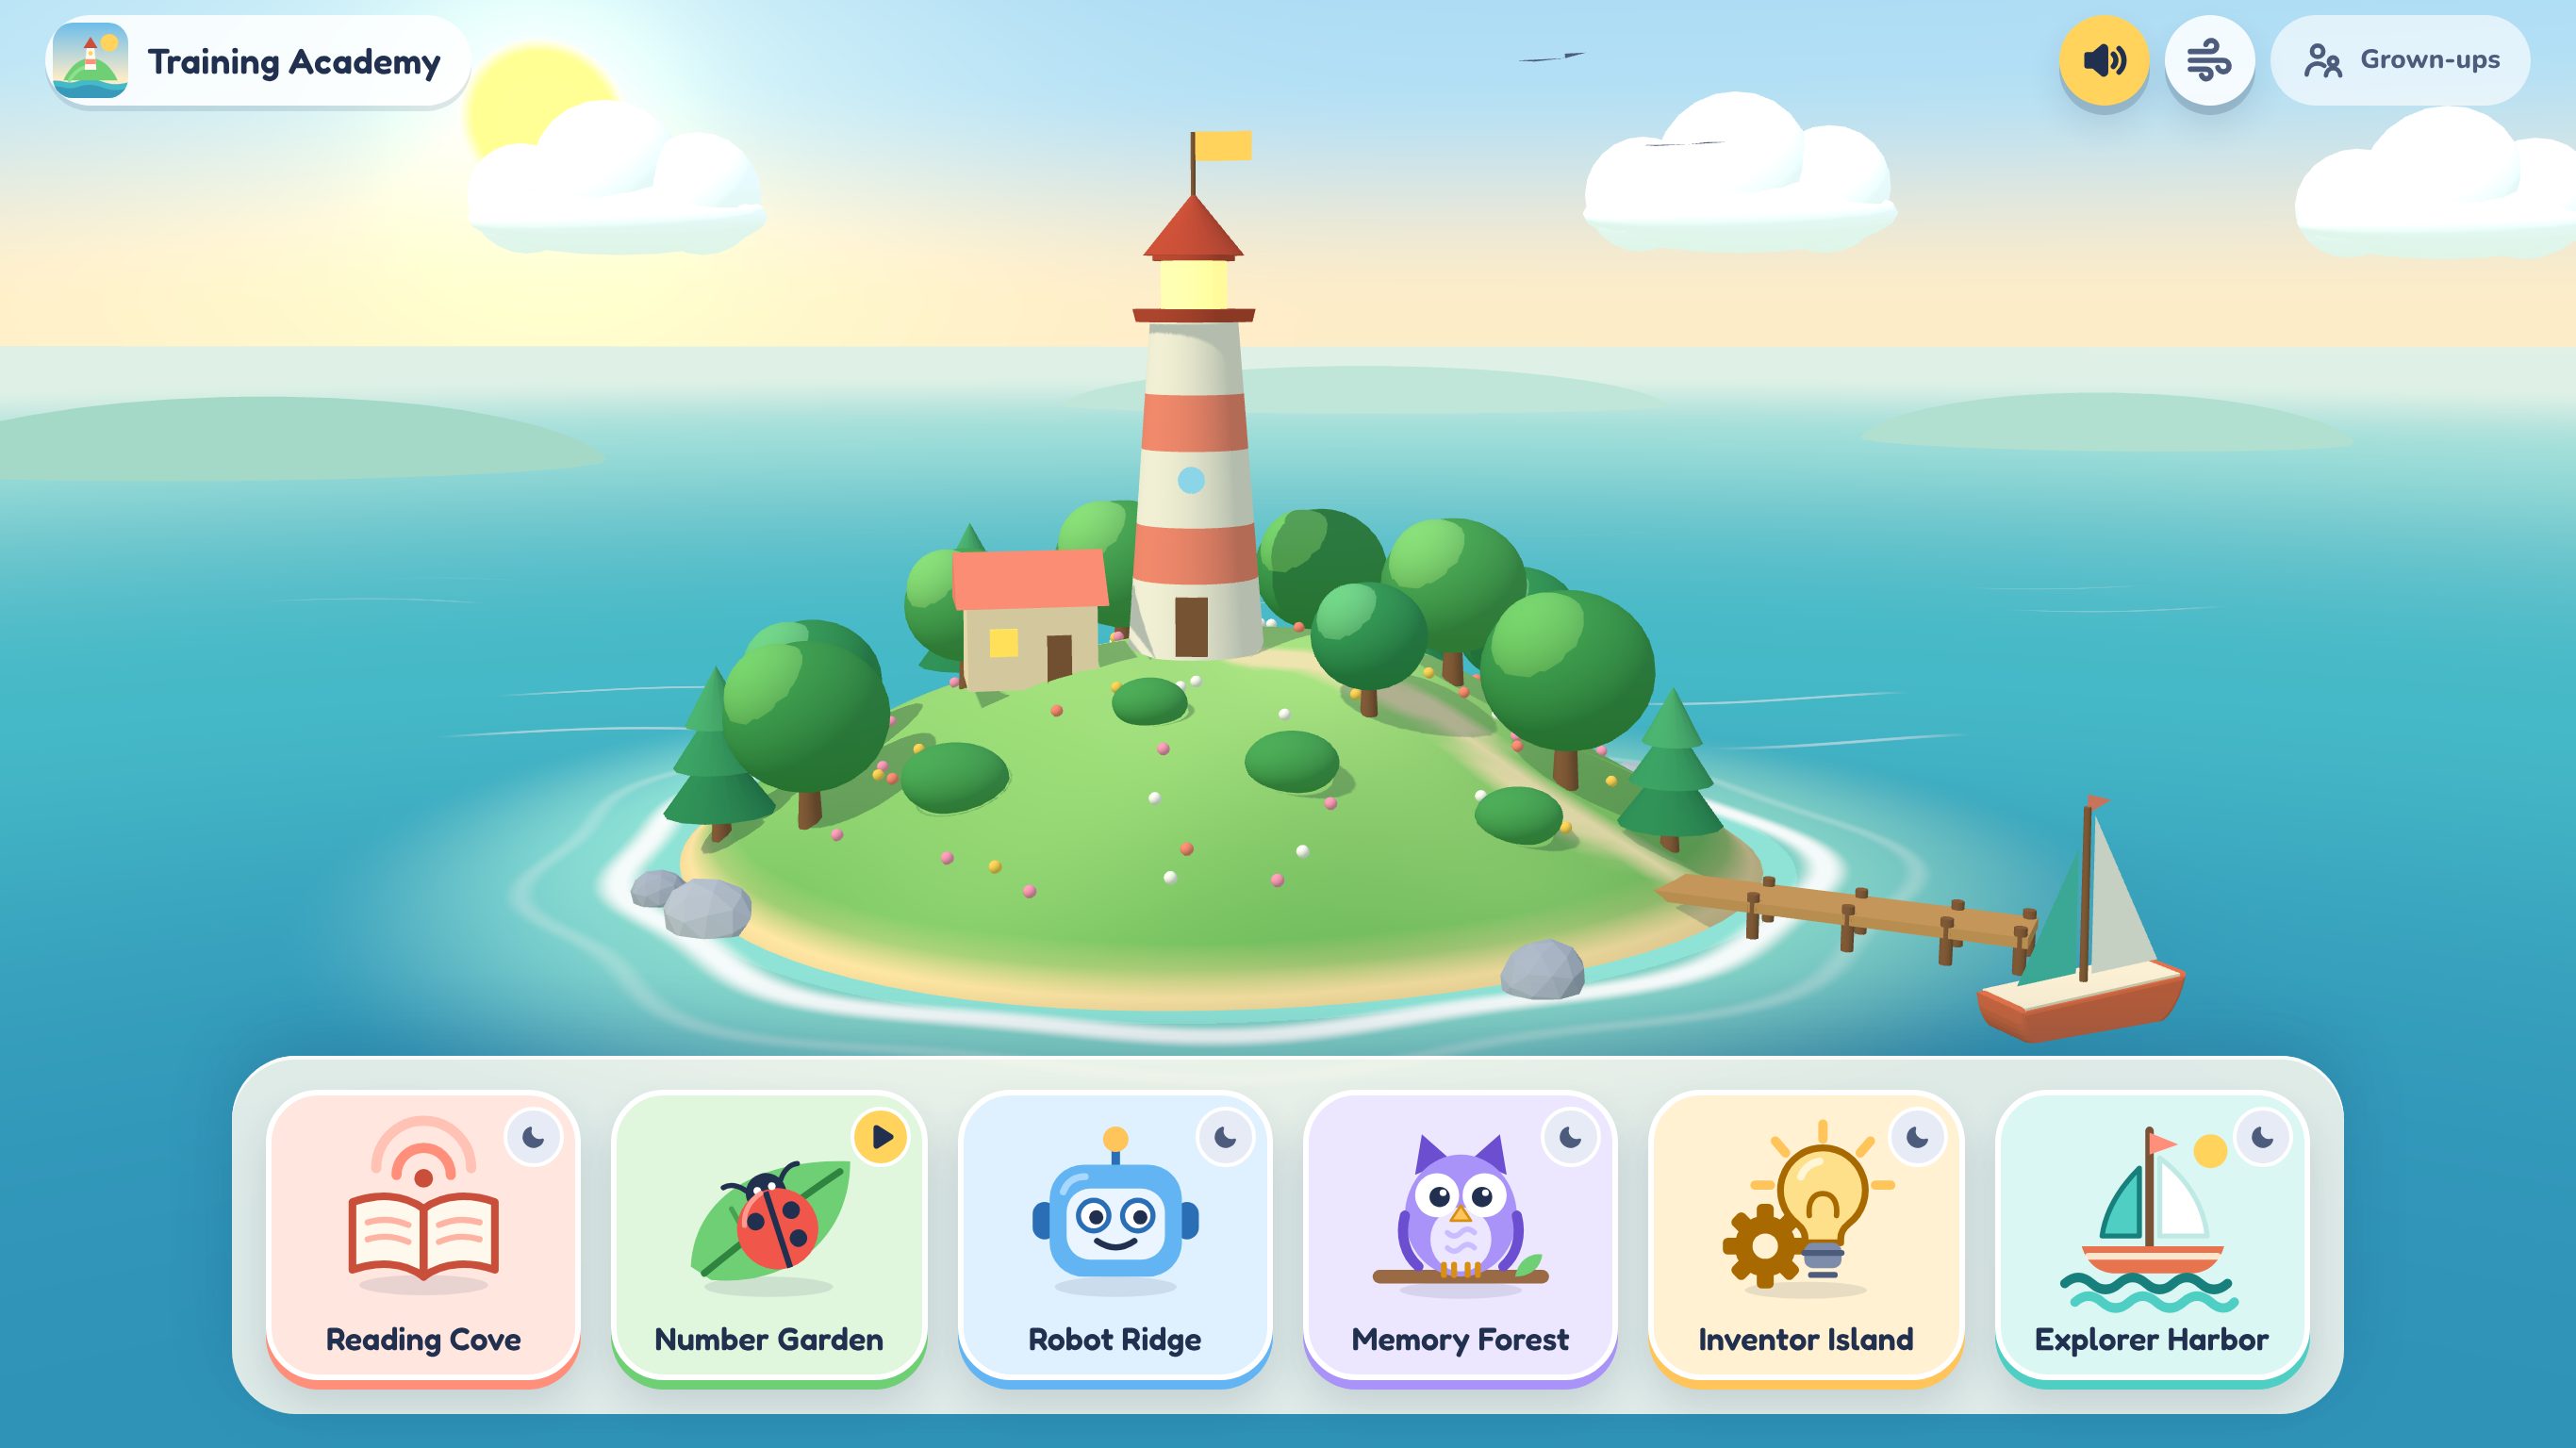 Training Academy
Grown-ups
Reading Cove
Number Garden
Robot Ridge
Memory Forest
Inventor Island
Explorer Harbor